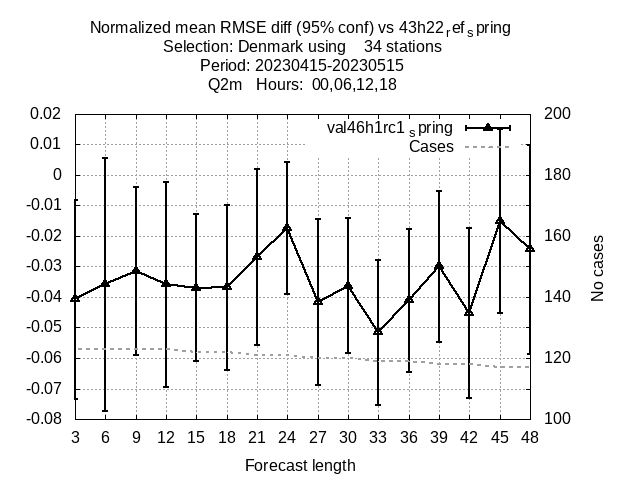 Normalized mean RMSE diff (95% conf) vs 43h22refspring
Selection: Denmark using    34 stations
Period: 20230415-20230515
Q2m   Hours:  00,06,12,18
0.02 200
val46h1rc1spring
0.01 180
Cases
0
-0.01
-0.02 160
-0.03
-0.04 140
-0.05
-0.06 120
-0.07
-0.08 100
No cases
3 6 9 12 15 18 21 24 27 30 33 36 39 42 45 48
Forecast length